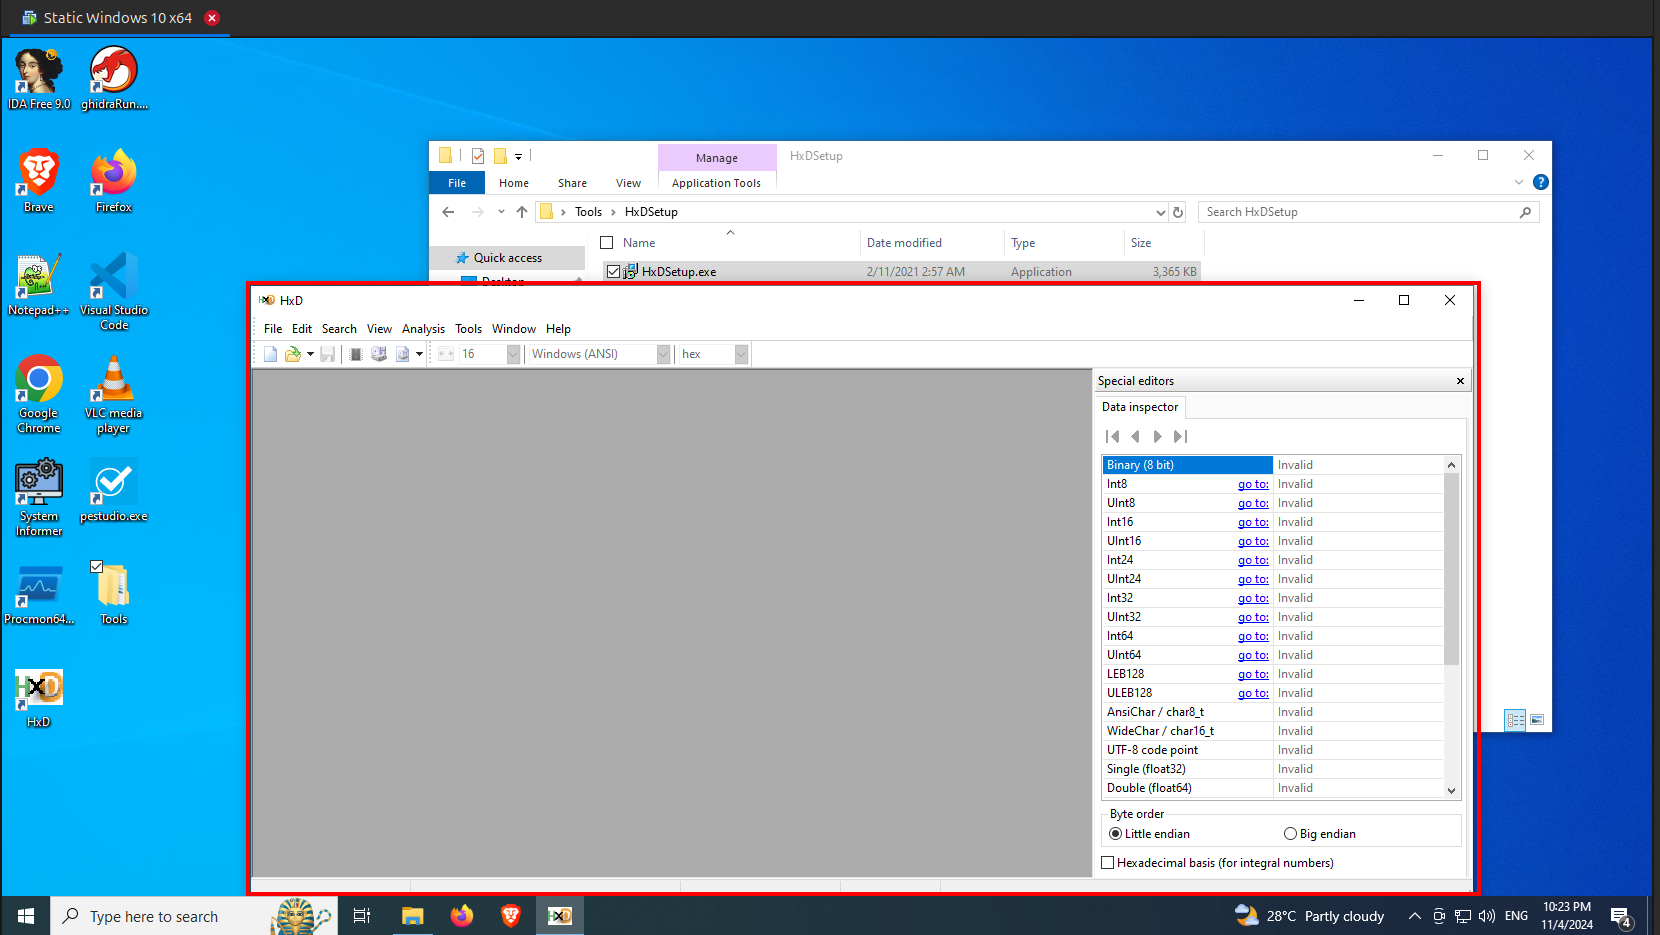 Static Windows 10 x64
IDA Free 9.0
ghidraRun....
Brave
Firefox
Notepad++
Visual Studio
Code
Google
Chrome
VLC media
player
System
Informer
pestudio.exe
Procmon64...
Tools
HxD
Manage
HxDSetup
File
Home
Share
View
Application Tools
Tools
HxDSetup
Search HxDSetup
Name
Date modified
Type
Size
Quick access
Desktop
HxDSetup.exe
2/11/2021 2:57 AM
Application
3,365 KB
HxD
File Edit Search View Analysis Tools Window Help
16
Windows (ANSI)
hex
Special editors
Data inspector
Binary (8 bit) Invalid
Int8 go to: Invalid
UInt8 go to: Invalid
Int16 go to: Invalid
UInt16 go to: Invalid
Int24 go to: Invalid
UInt24 go to: Invalid
Int32 go to: Invalid
UInt32 go to: Invalid
Int64 go to: Invalid
UInt64 go to: Invalid
LEB128 go to: Invalid
ULEB128 go to: Invalid
AnsiChar / char8_t Invalid
WideChar / char16_t Invalid
UTF-8 code point Invalid
Single (float32) Invalid
Double (float64) Invalid
Byte order
Little endian
Big endian
Hexadecimal basis (for integral numbers)
Type here to search
HxD
28°C Partly cloudy
ENG
10:23 PM
11/4/2024
4